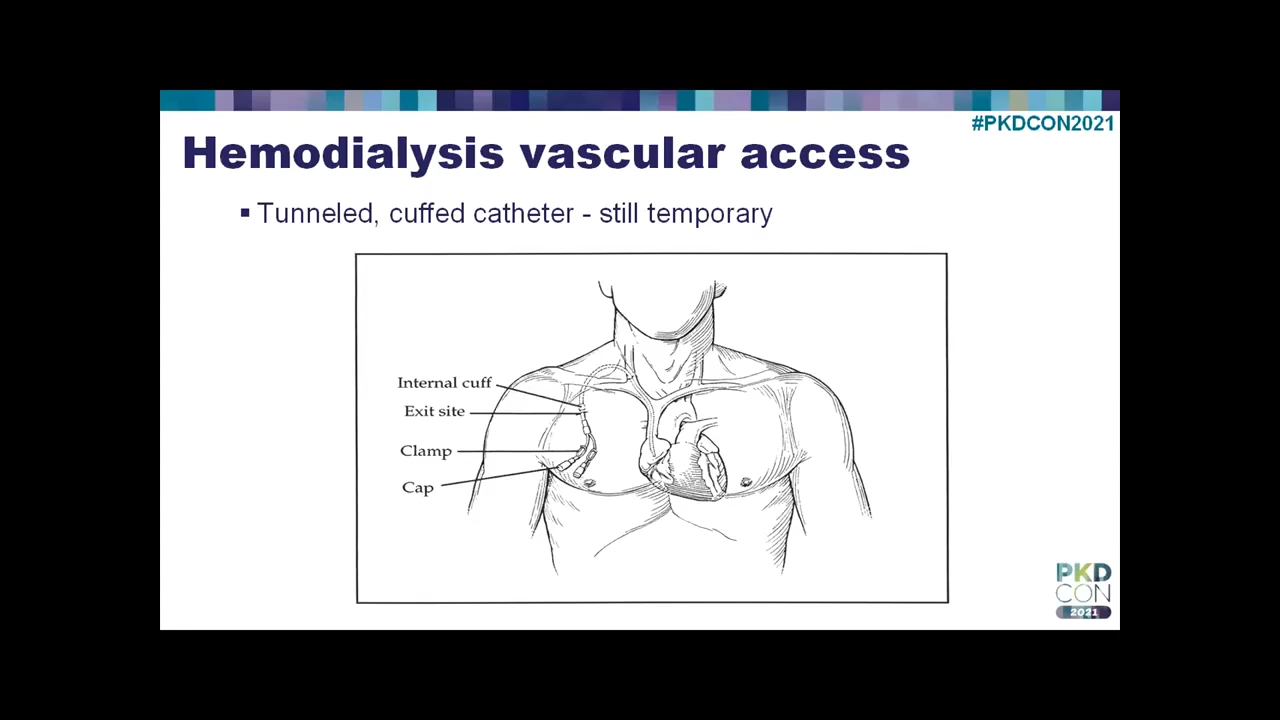 #PKDCON2021
Hemodialysis vascular access
▪ Tunneled, cuffed catheter - still temporary
Internal cuff
Exit site
Clamp
Cap
PKD
CON
2021